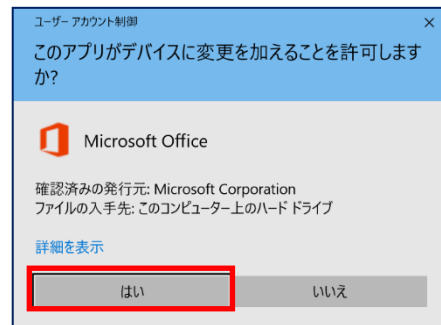 ユーザー アカウント制御
このアプリがデバイスに変更を加えることを許可します
か?
Microsoft Office
確認済みの発行元: Microsoft Corporation
ファイルの入手先: このコンピューター上のハード ドライブ
詳細を表示
はい
いいえ